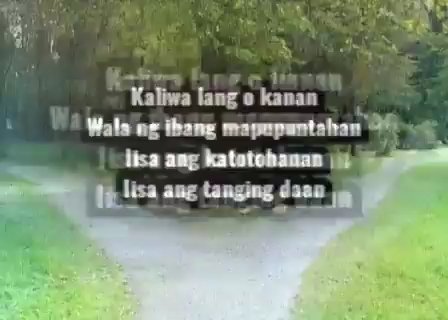 Kaliwa lang o kanan
Wala ng ibang mapupuntahan
Iisa ang katotohanan
Iisa ang tanging daan